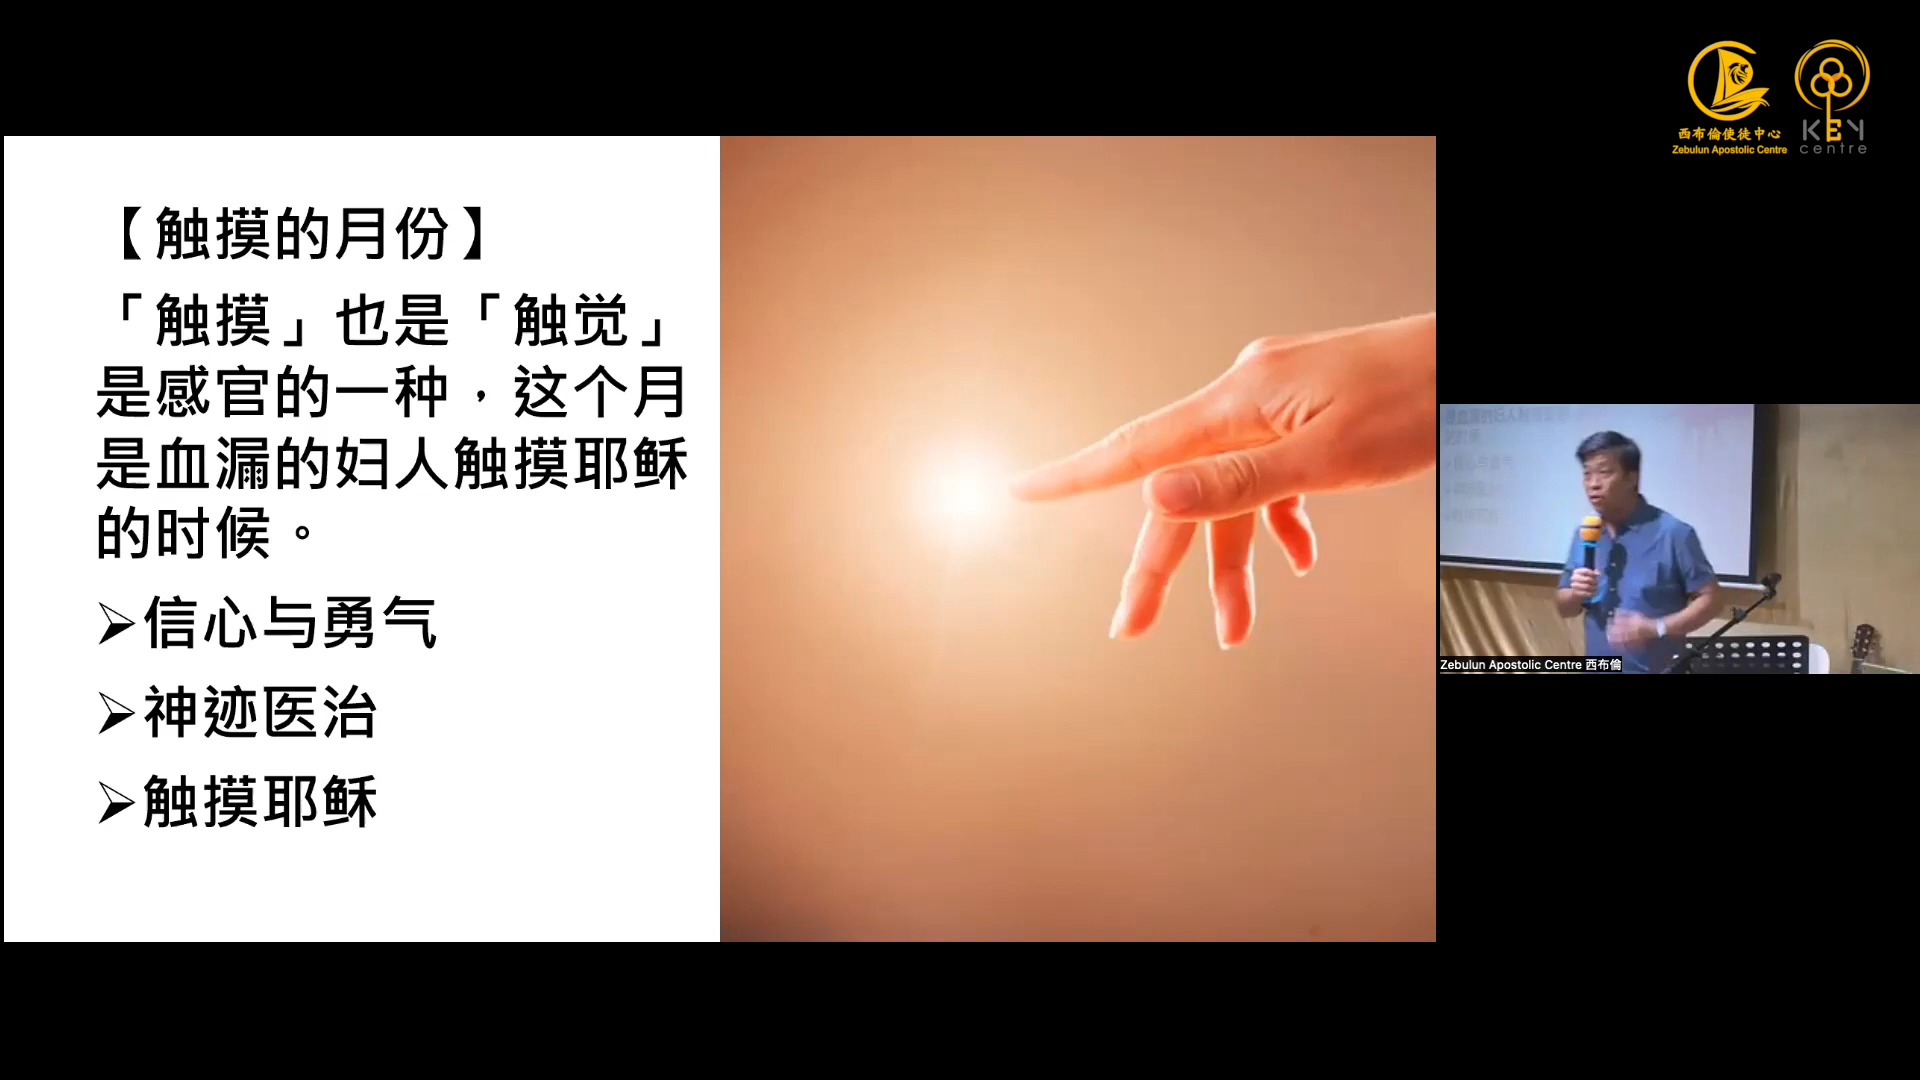 【触摸的月份】
「触摸」也是「触觉」
是感官的一种，这个月
是血漏的妇人触摸耶稣
的时候。
➢信心与勇气
➢神迹医治
➢触摸耶稣
西布倫使徒中心
Zebulun Apostolic Centre
KEY
centre
Zebulun Apostolic Centre 西布倫